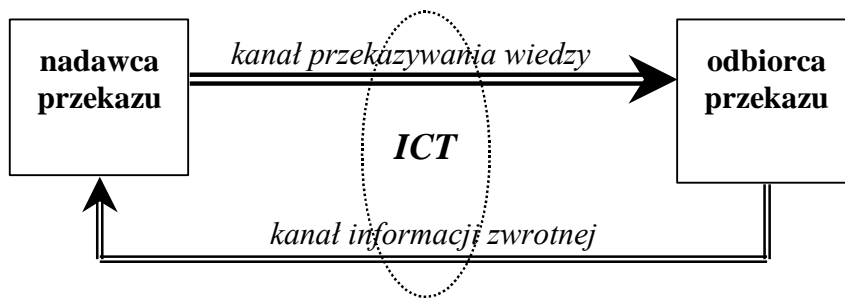 nadawca
przekazu
kanał przekazywania wiedzy
odbiorca
przekazu
ICT
kanał informacji zwrotnej